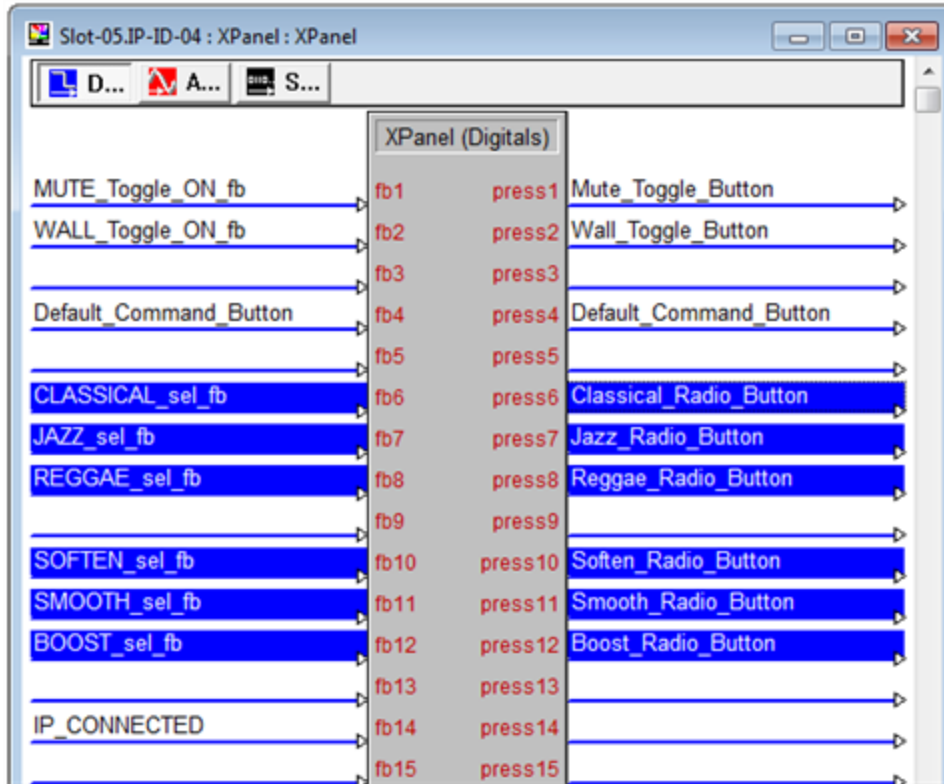 Slot-05.IP-ID-04 : XPanel : XPanel
D... A... S...
XPanel (Digitals)
MUTE_Toggle_ON_fb fb1 press1 Mute_Toggle_Button
WALL_Toggle_ON_fb fb2 press2 Wall_Toggle_Button
fb3 press3
Default_Command_Button fb4 press4 Default_Command_Button
fb5 press5
CLASSICAL_sel_fb fb6 press6 Classical_Radio_Button
JAZZ_sel_fb fb7 press7 Jazz_Radio_Button
REGGAE_sel_fb fb8 press8 Reggae_Radio_Button
fb9 press9
SOFTEN_sel_fb fb10 press10 Soften_Radio_Button
SMOOTH_sel_fb fb11 press11 Smooth_Radio_Button
BOOST_sel_fb fb12 press12 Boost_Radio_Button
fb13 press13
IP_CONNECTED fb14 press14
fb15 press15